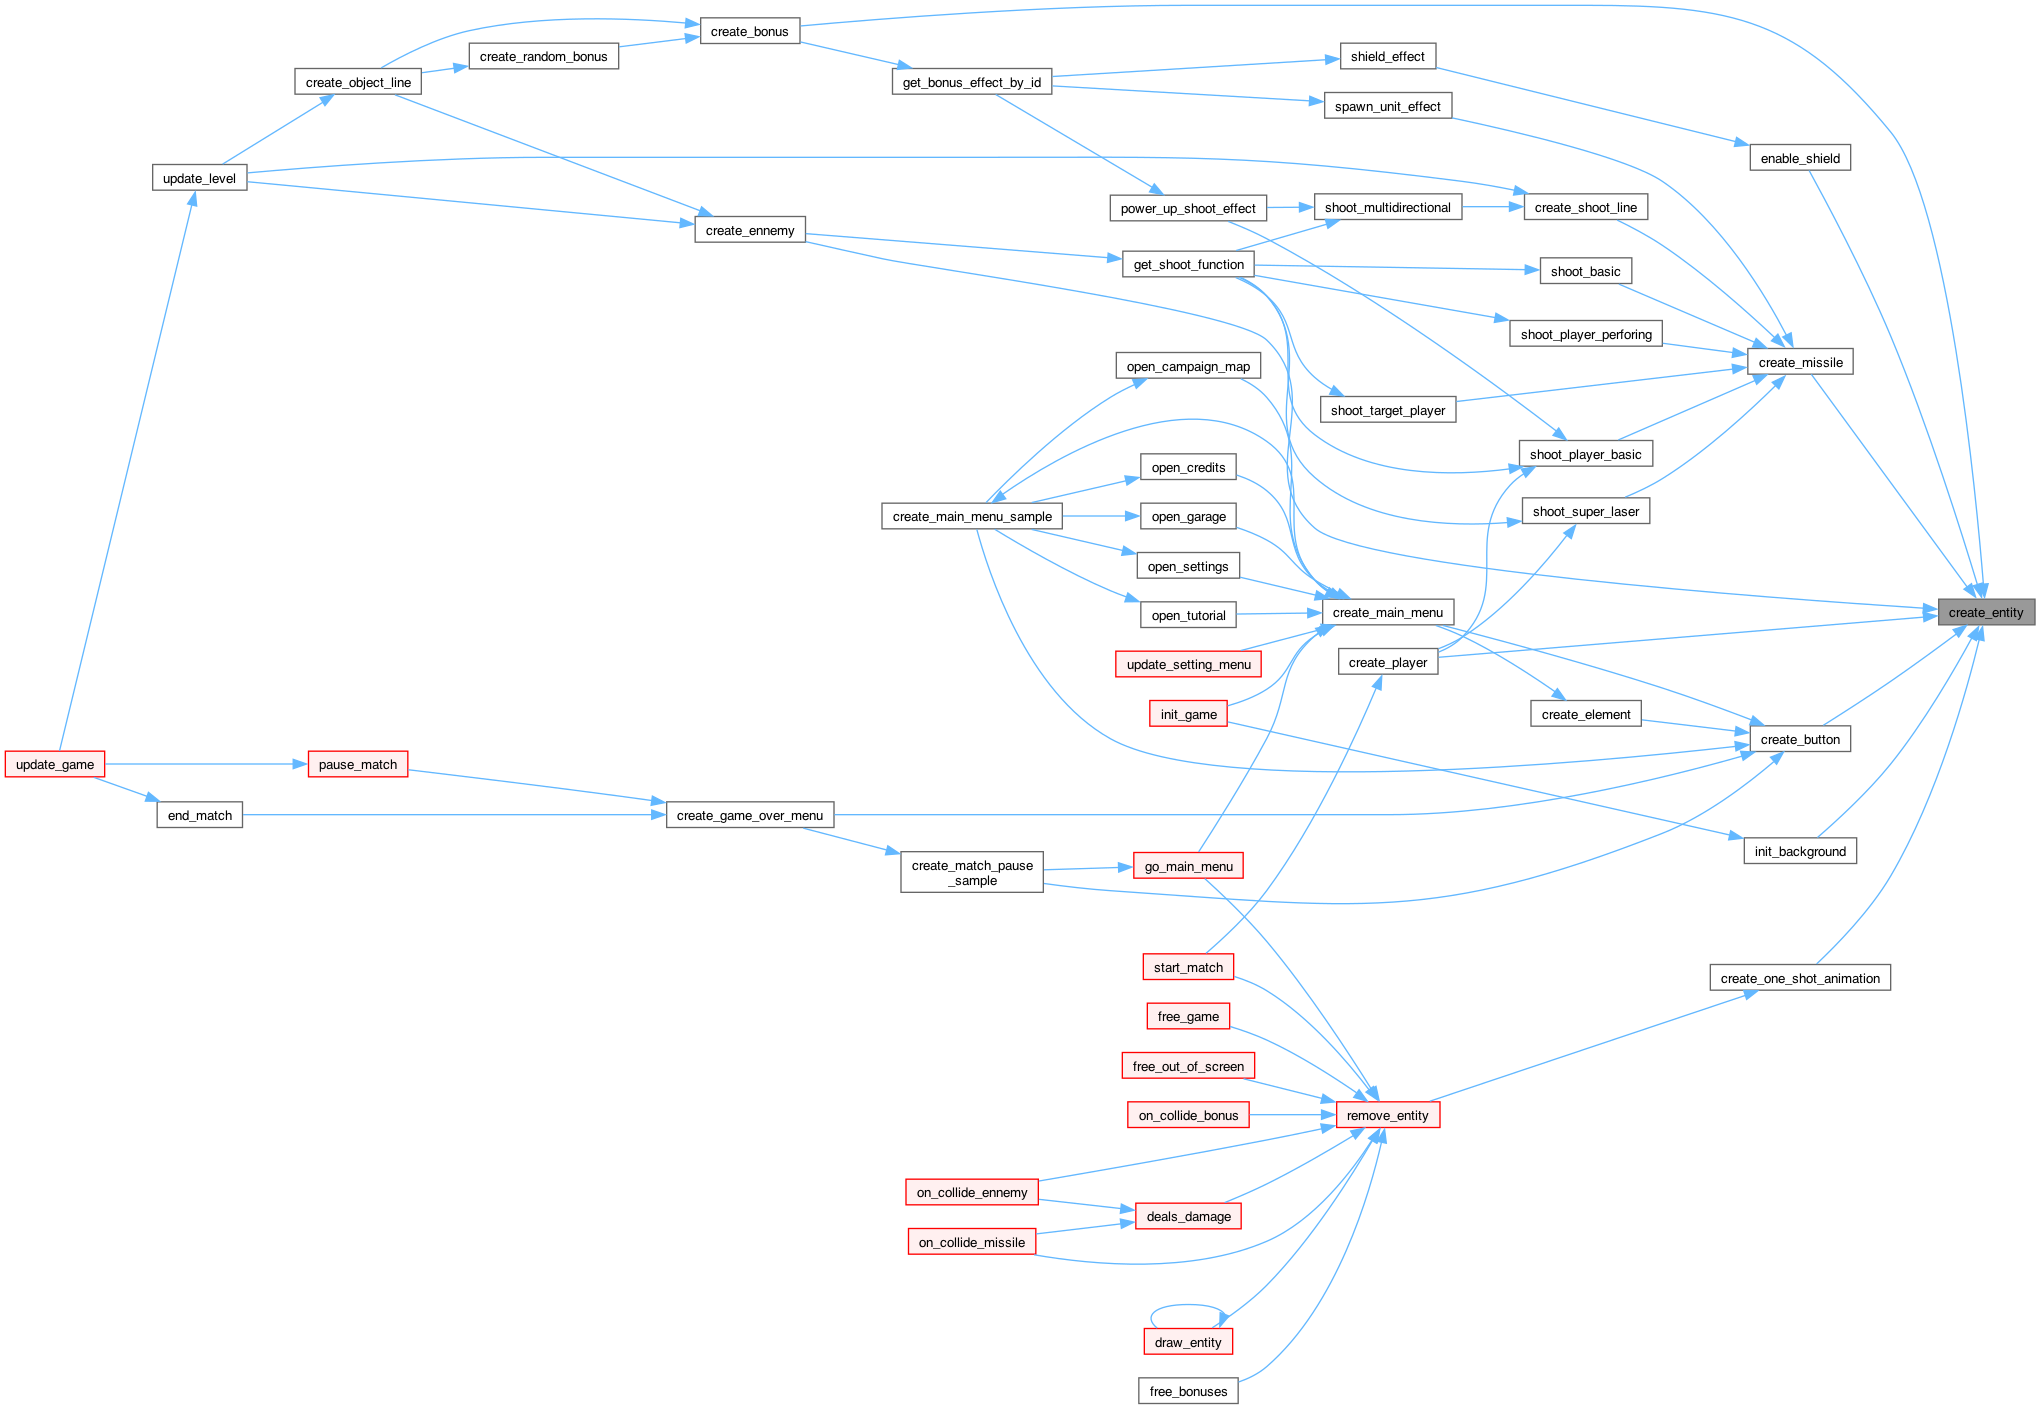 create_bonus
create_random_bonus
create_object_line
shield_effect
get_bonus_effect_by_id
spawn_unit_effect
enable_shield
update_level
power_up_shoot_effect
shoot_multidirectional
create_shoot_line
create_ennemy
get_shoot_function
shoot_basic
shoot_player_perforing
create_missile
open_campaign_map
shoot_target_player
shoot_player_basic
open_credits
create_main_menu_sample
open_garage
shoot_super_laser
open_settings
open_tutorial
create_main_menu
create_entity
update_setting_menu
create_player
init_game
create_element
create_button
update_game
pause_match
end_match
create_game_over_menu
init_background
create_match_pause
_sample
go_main_menu
start_match
create_one_shot_animation
free_game
free_out_of_screen
on_collide_bonus
remove_entity
on_collide_ennemy
deals_damage
on_collide_missile
draw_entity
free_bonuses